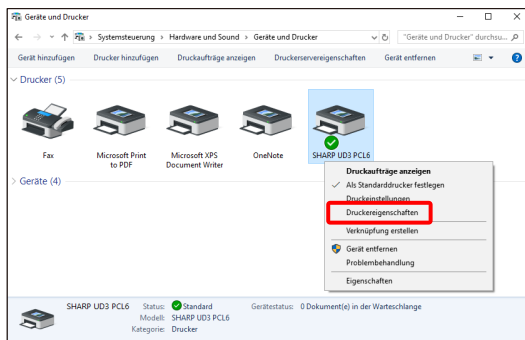 Geräte und Drucker
Systemsteuerung › Hardware und Sound › Geräte und Drucker
"Geräte und Drucker" durchsu...
Gerät hinzufügen Drucker hinzufügen Druckaufträge anzeigen Druckerservereigenschaften Gerät entfernen
Drucker (5)
Fax
Microsoft Print
to PDF
Microsoft XPS
Document Writer
OneNote
SHARP UD3 PCL6
Druckaufträge anzeigen
Als Standarddrucker festlegen
Druckeinstellungen
Druckereigenschaften
Verknüpfung erstellen
Gerät entfernen
Problembehandlung
Eigenschaften
Geräte (4)
SHARP UD3 PCL6 Status: Standard Gerätestatus: 0 Dokument(e) in der Warteschlange
Modell: SHARP UD3 PCL6
Kategorie: Drucker